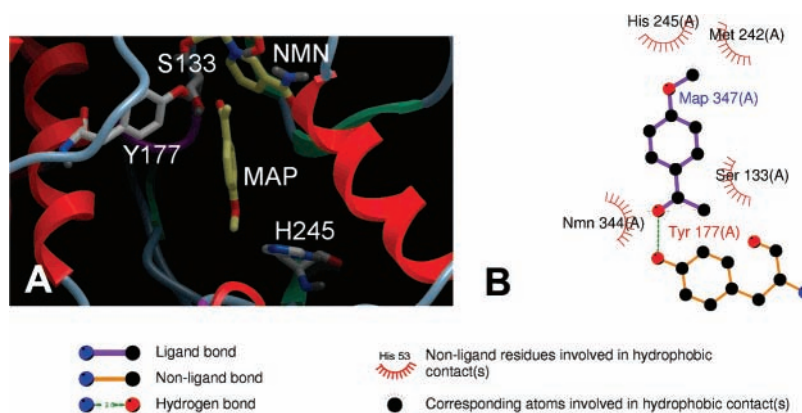 S133
NMN
Y177
MAP
H245
A
His 245(A)
Met 242(A)
Map 347(A)
Ser 133(A)
Nmn 344(A)
Tyr 177(A)
B
Ligand bond
Non-ligand bond
Hydrogen bond
His 53
Non-ligand residues involved in hydrophobic
contact(s)
Corresponding atoms involved in hydrophobic contact(s)